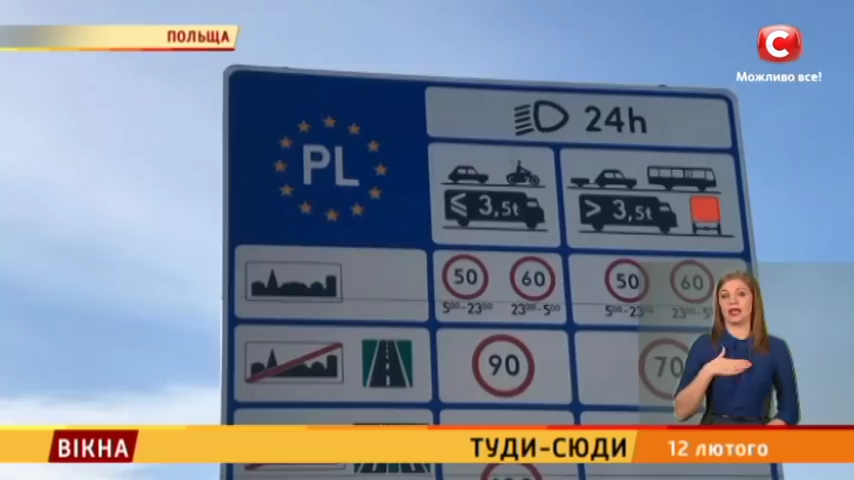 ПОЛЬЩА
С
Можливо все!
PL
24h
≤ 3,5t
> 3,5t
50 60 50 60
5⁰⁰-23⁰⁰ 23⁰⁰-5⁰⁰ 5⁰⁰-23⁰⁰
90 70
ВІКНА
ТУДИ-СЮДИ
12 лютого